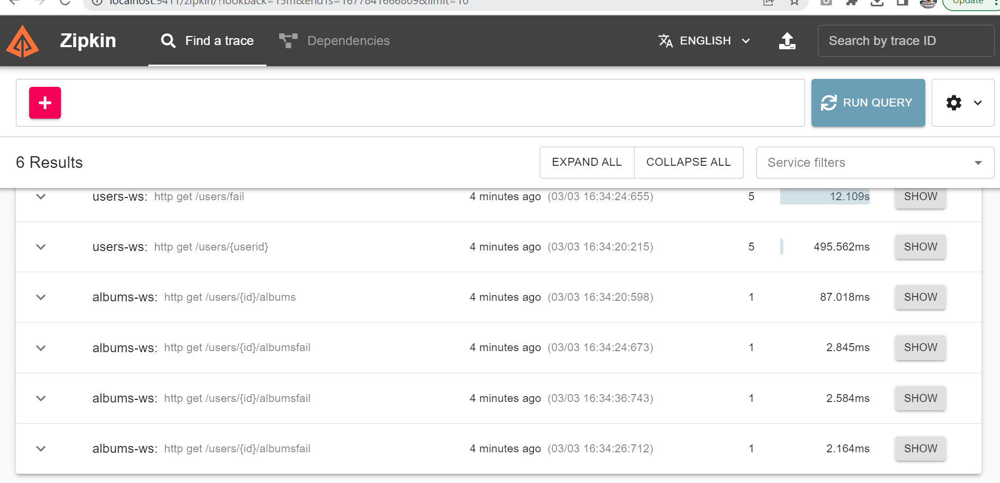 localhost:9411/zipkin/?lookback=15m&endTs=1677841666809&limit=10
Update
Zipkin
Find a trace
Dependencies
ENGLISH
Search by trace ID
RUN QUERY
6 Results
EXPAND ALL
COLLAPSE ALL
Service filters
users-ws: http get /users/fail 4 minutes ago (03/03 16:34:24:655) 5 12.109s SHOW
users-ws: http get /users/{userid} 4 minutes ago (03/03 16:34:20:215) 5 495.562ms SHOW
albums-ws: http get /users/{id}/albums 4 minutes ago (03/03 16:34:20:598) 1 87.018ms SHOW
albums-ws: http get /users/{id}/albumsfail 4 minutes ago (03/03 16:34:24:673) 1 2.845ms SHOW
albums-ws: http get /users/{id}/albumsfail 4 minutes ago (03/03 16:34:36:743) 1 2.584ms SHOW
albums-ws: http get /users/{id}/albumsfail 4 minutes ago (03/03 16:34:26:712) 1 2.164ms SHOW